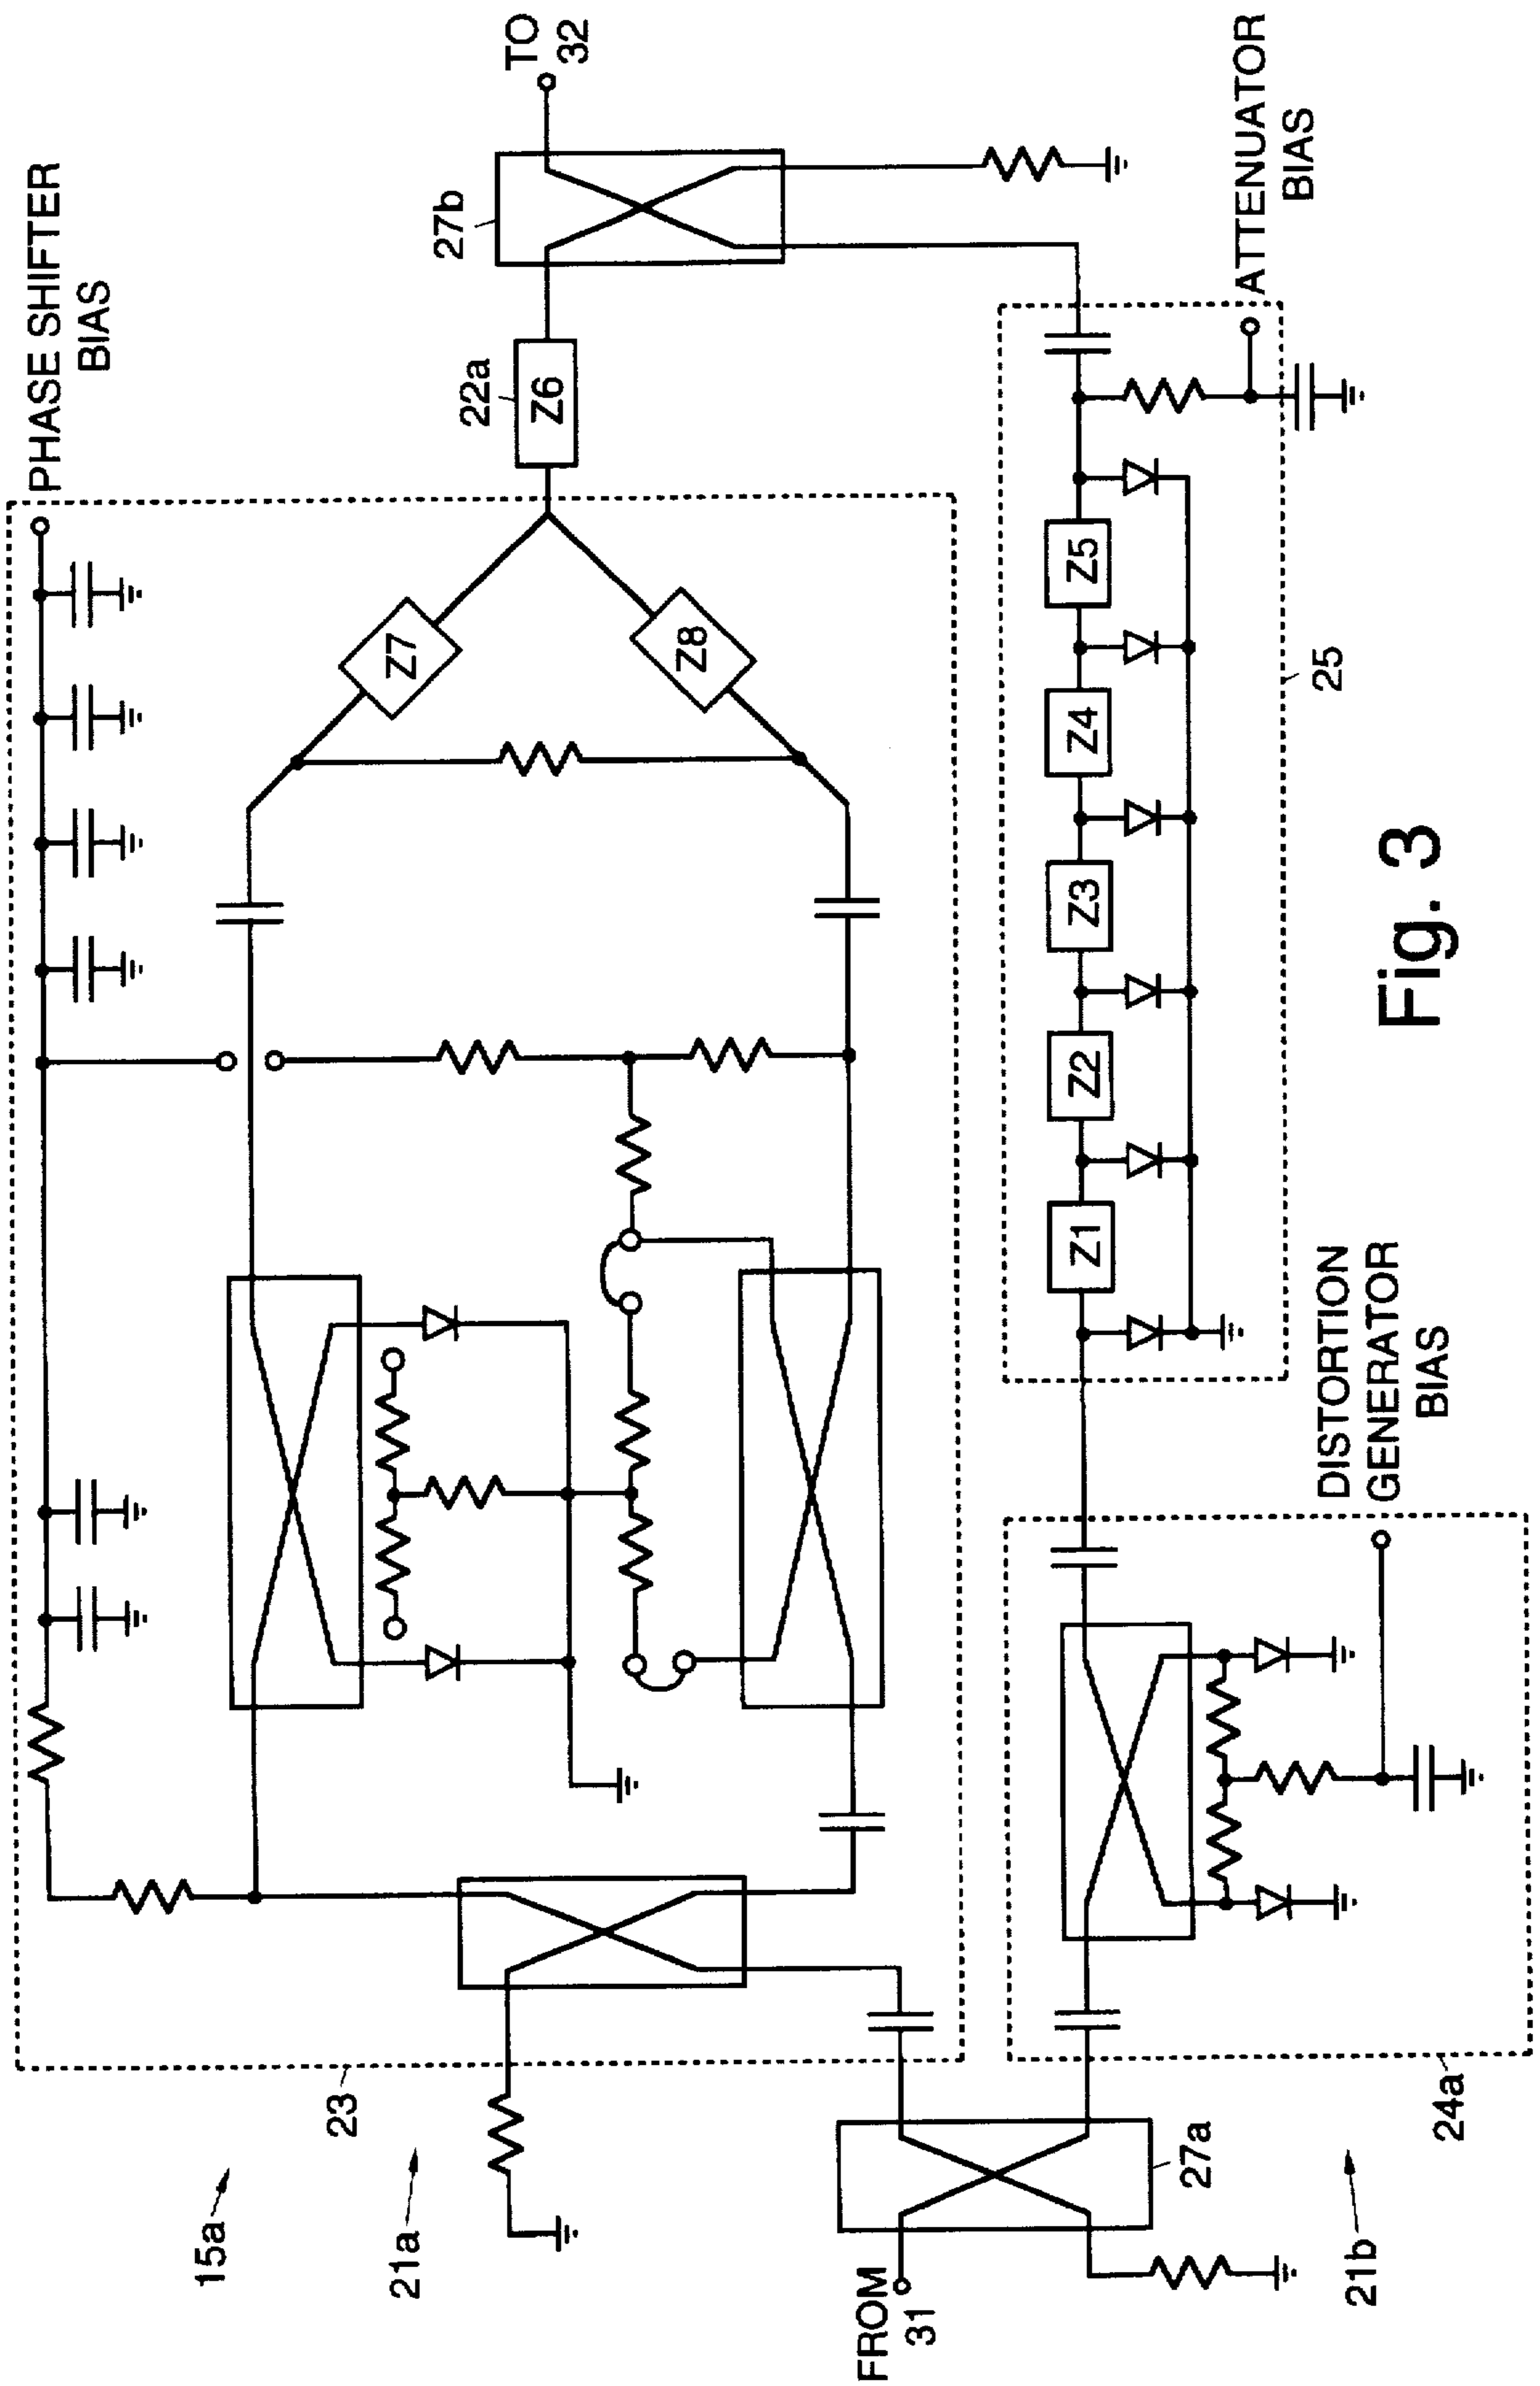 PHASE SHIFTER
BIAS
TO
32
27b
22a
Z6
Z7
Z8
23
15a
21a
FROM
31
27a
21b
24a
DISTORTION
GENERATOR
BIAS
Z1
Z2
Z3
Z4
Z5
25
ATTENUATOR
BIAS
Fig. 3